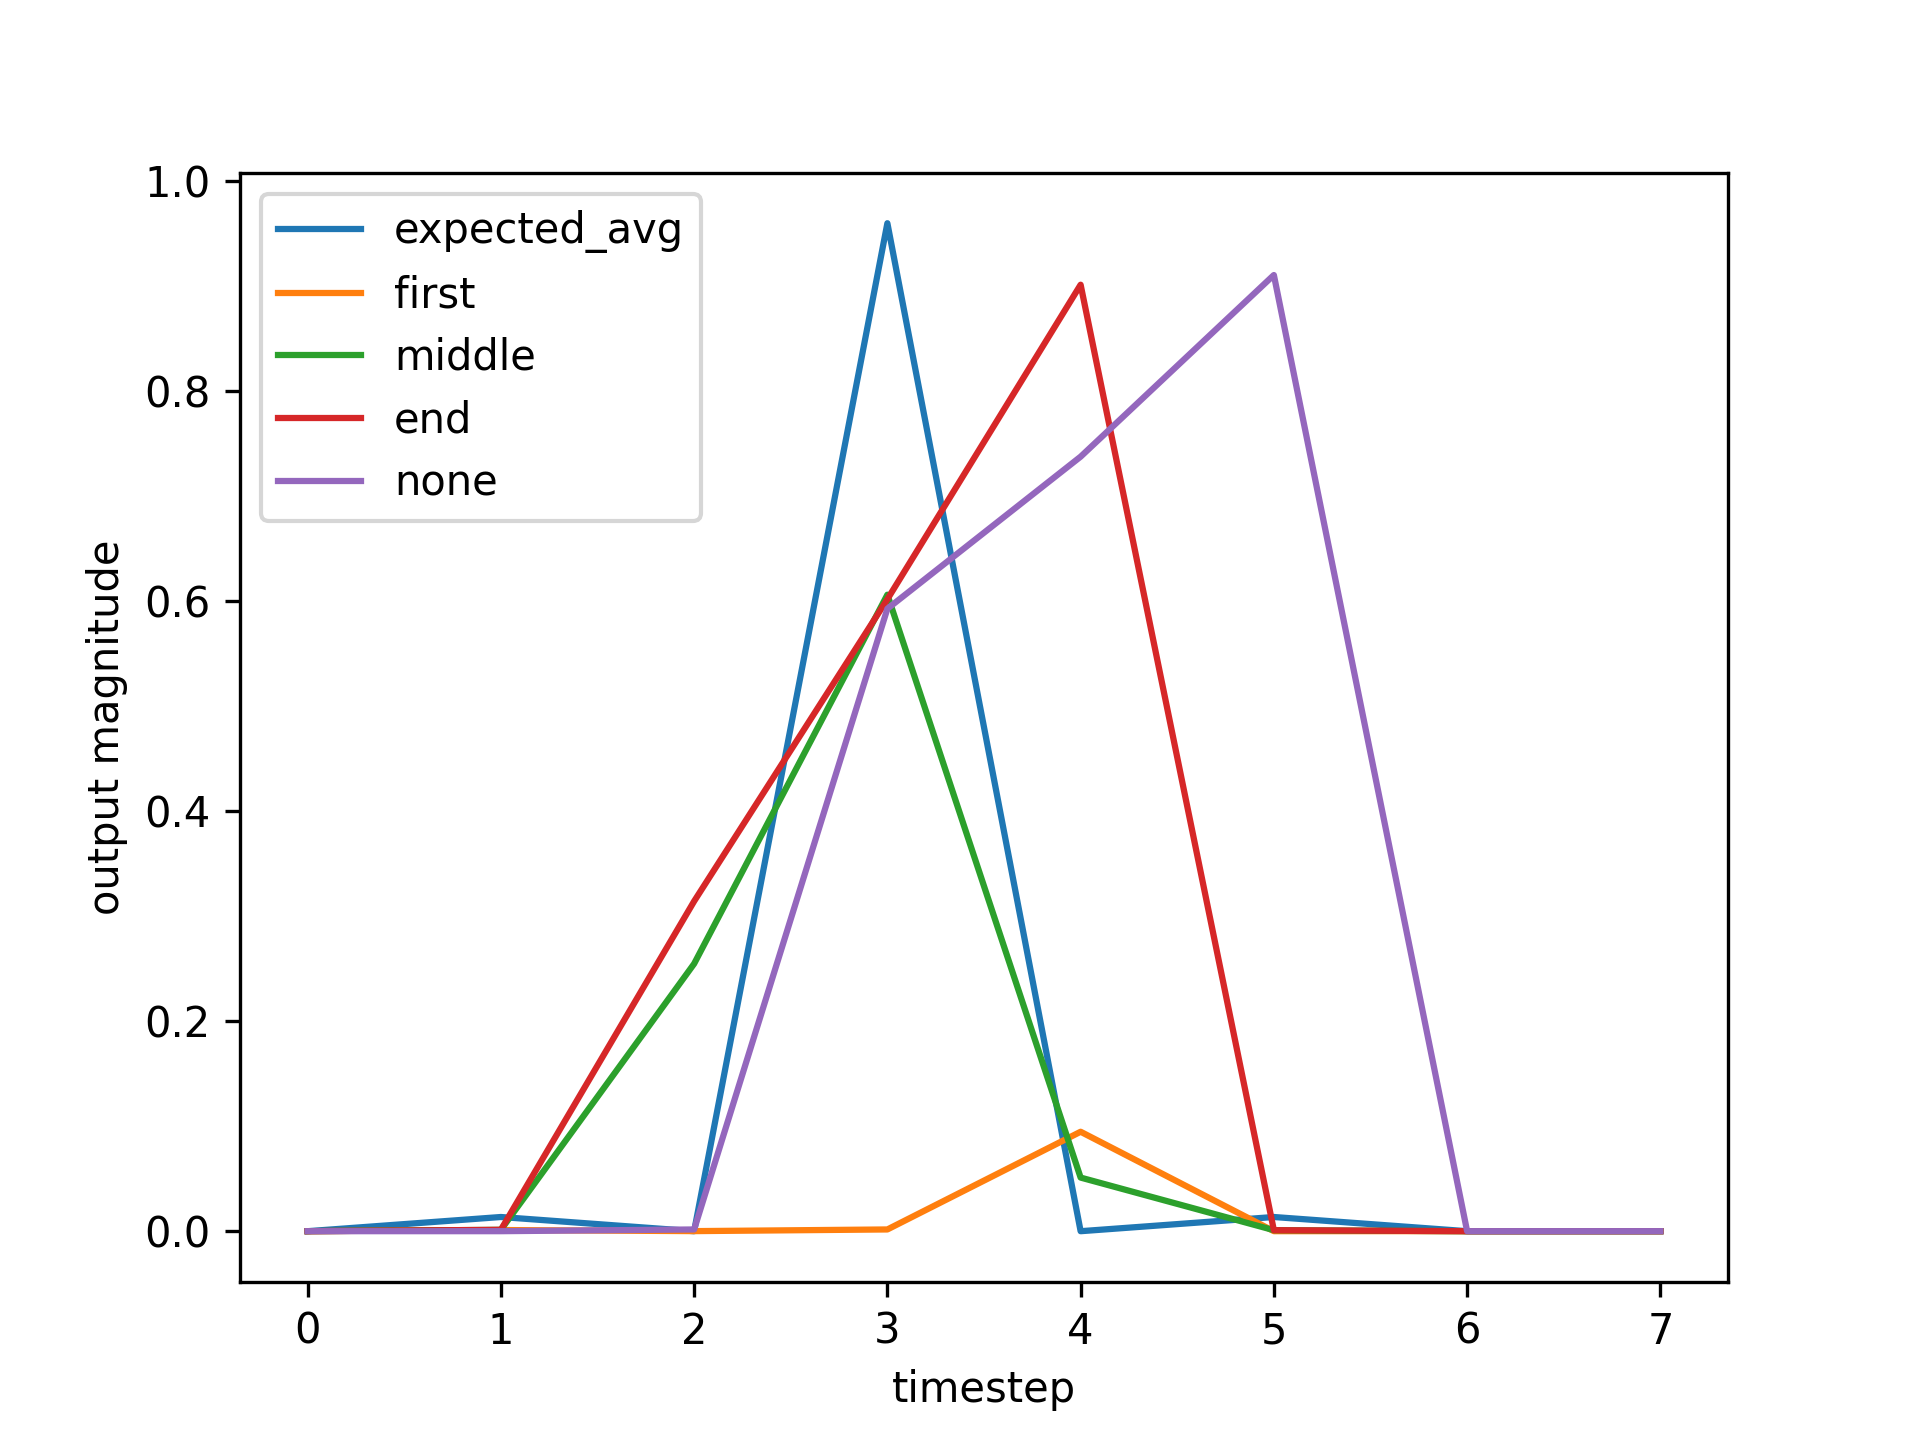 1.0
0.8
0.6
0.4
0.2
0.0
output magnitude
expected_avg
first
middle
end
none
0 1 2 3 4 5 6 7
timestep